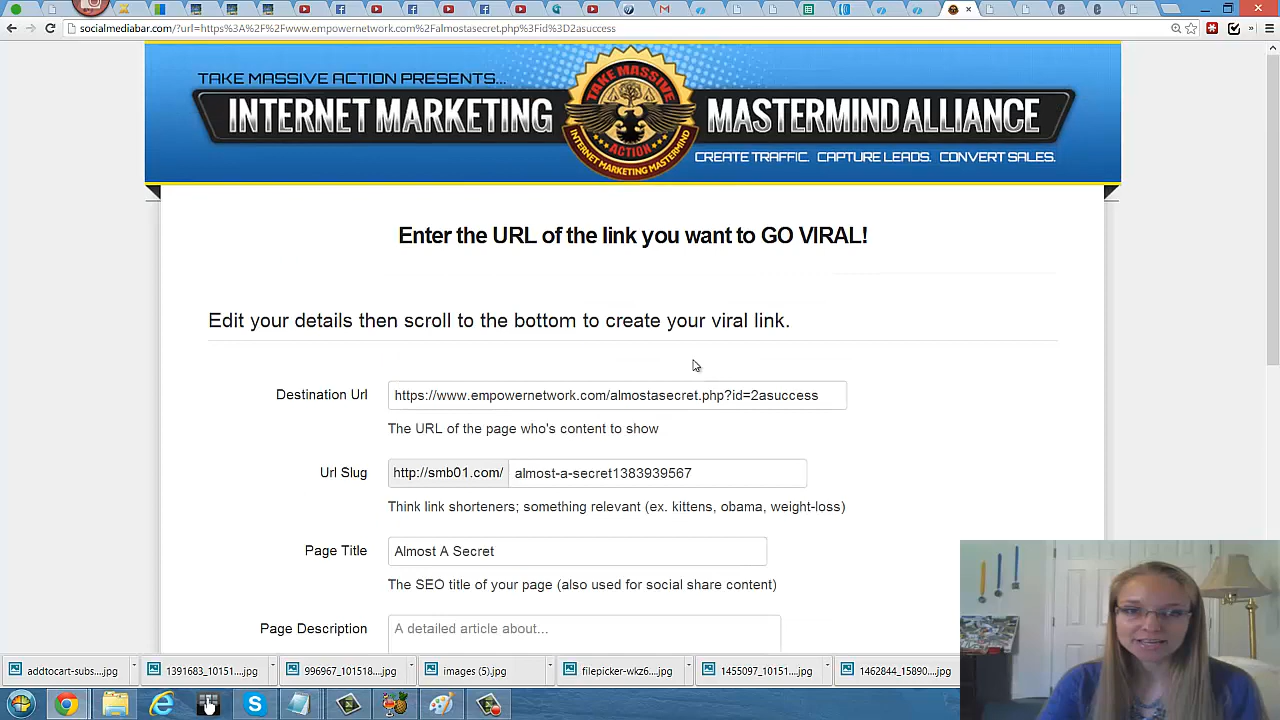 socialmediabar.com/?url=https%3A%2F%2Fwww.empowernetwork.com%2Falmostasecret.php%3Fid%3D2asuccess
TAKE MASSIVE ACTION PRESENTS...
INTERNET MARKETING MASTERMIND ALLIANCE
TAKE MASSIVE
ACTION
INTERNET MARKETING MASTERMIND
CREATE TRAFFIC. CAPTURE LEADS. CONVERT SALES.
Enter the URL of the link you want to GO VIRAL!
Edit your details then scroll to the bottom to create your viral link.
Destination Url https://www.empowernetwork.com/almostasecret.php?id=2asuccess
The URL of the page who's content to show
Url Slug http://smb01.com/ almost-a-secret1383939567
Think link shorteners; something relevant (ex. kittens, obama, weight-loss)
Page Title Almost A Secret
The SEO title of your page (also used for social share content)
Page Description A detailed article about...
addtocart-subs....jpg 1391683_10151....jpg 996967_101518....jpg images (5).jpg filepicker-wkz6....jpg 1455097_10151....jpg 1462844_15890....jpg